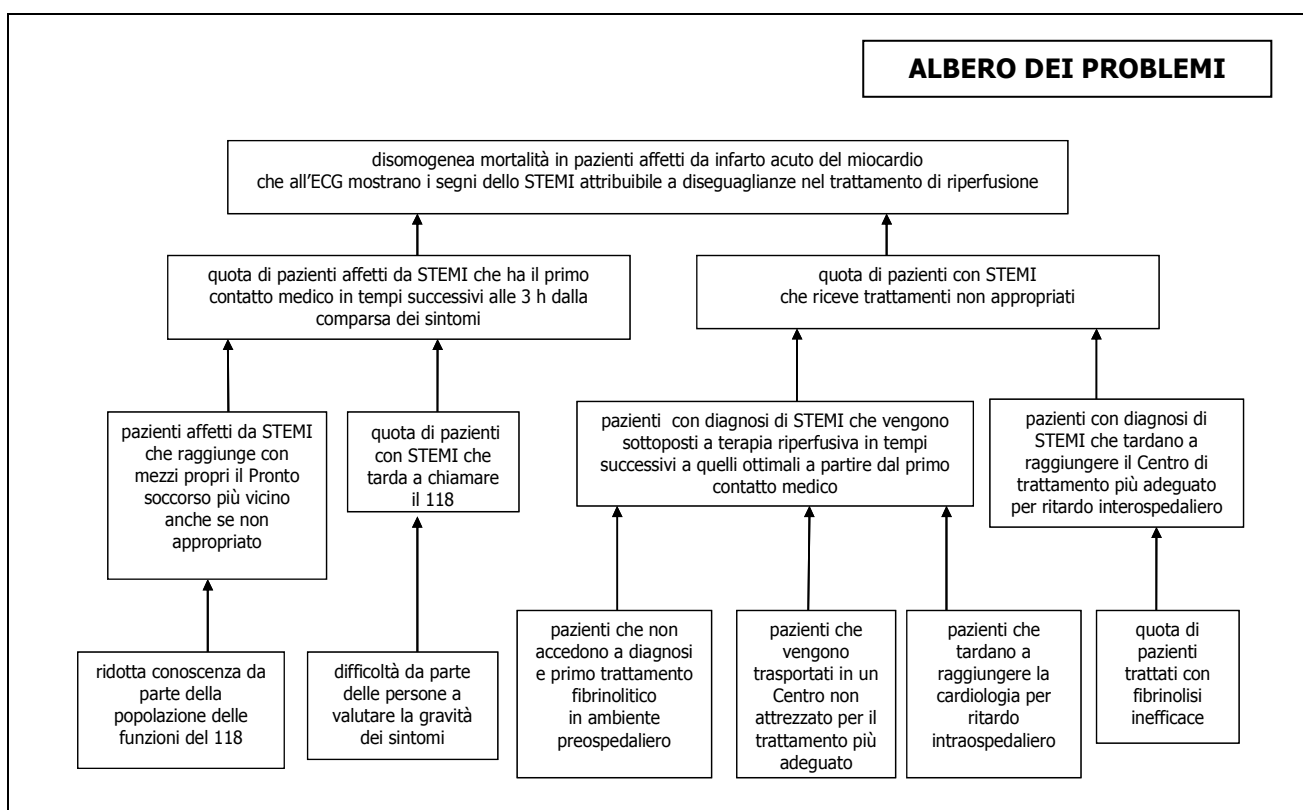 ALBERO DEI PROBLEMI
disomogenea mortalità in pazienti affetti da infarto acuto del miocardio
che all'ECG mostrano i segni dello STEMI attribuibile a diseguaglianze nel trattamento di riperfusione
quota di pazienti affetti da STEMI che ha il primo
contatto medico in tempi successivi alle 3 h dalla
comparsa dei sintomi
quota di pazienti con STEMI
che riceve trattamenti non appropriati
pazienti affetti da STEMI
che raggiunge con
mezzi propri il Pronto
soccorso più vicino
anche se non
appropriato
quota di pazienti
con STEMI che
tarda a chiamare
il 118
pazienti con diagnosi di STEMI che vengono
sottoposti a terapia riperfusiva in tempi
successivi a quelli ottimali a partire dal primo
contatto medico
pazienti con diagnosi di
STEMI che tardano a
raggiungere il Centro di
trattamento più adeguato
per ritardo interospedaliero
ridotta conoscenza da
parte della
popolazione delle
funzioni del 118
difficoltà da parte
delle persone a
valutare la gravità
dei sintomi
pazienti che non
accedono a diagnosi
e primo trattamento
fibrinolitico
in ambiente
preospedaliero
pazienti che
vengono
trasportati in un
Centro non
attrezzato per il
trattamento più
adeguato
pazienti che
tardano a
raggiungere la
cardiologia per
ritardo
intraospedaliero
quota di
pazienti
trattati con
fibrinolisi
inefficace